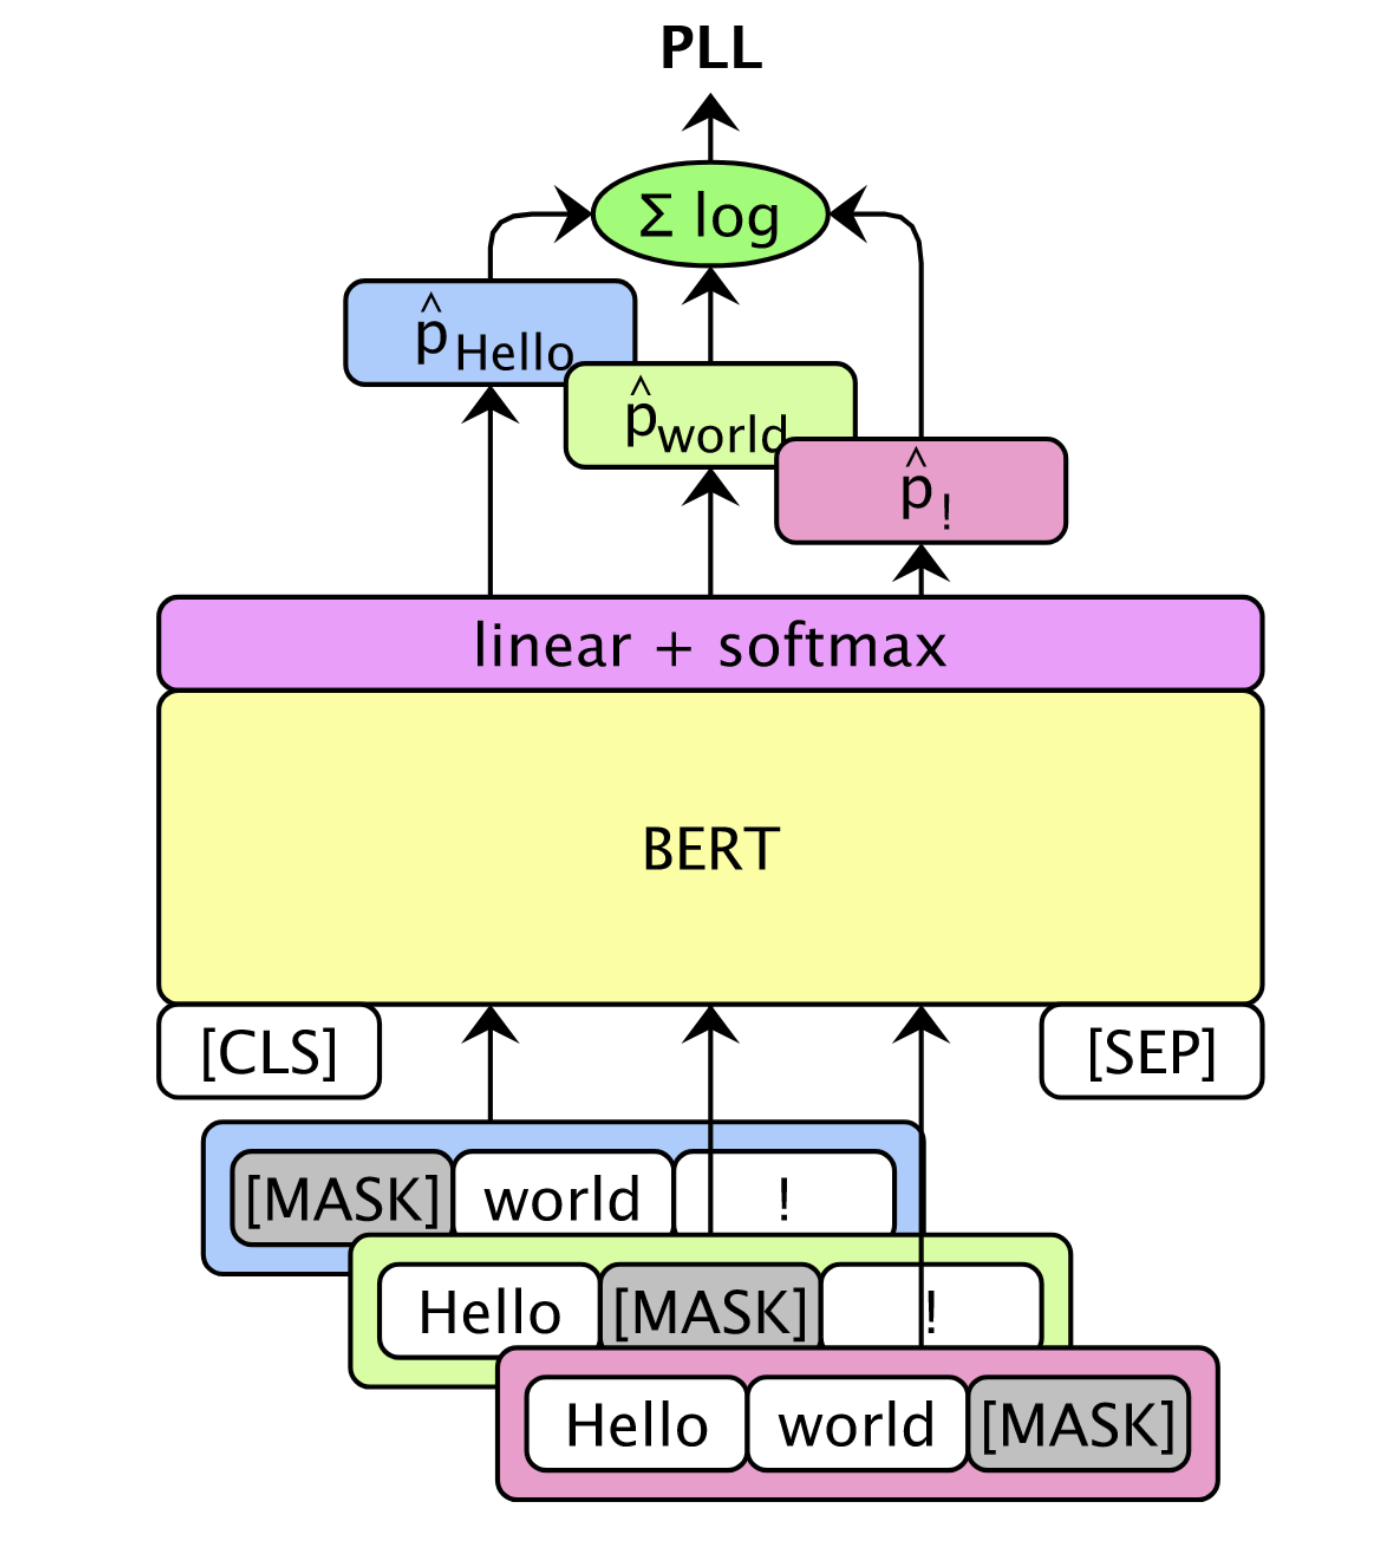 PLL
Σ log
p̂ Hello
p̂ world
p̂ !
linear + softmax
BERT
[CLS] [SEP]
[MASK] world !
Hello [MASK] !
Hello world [MASK]